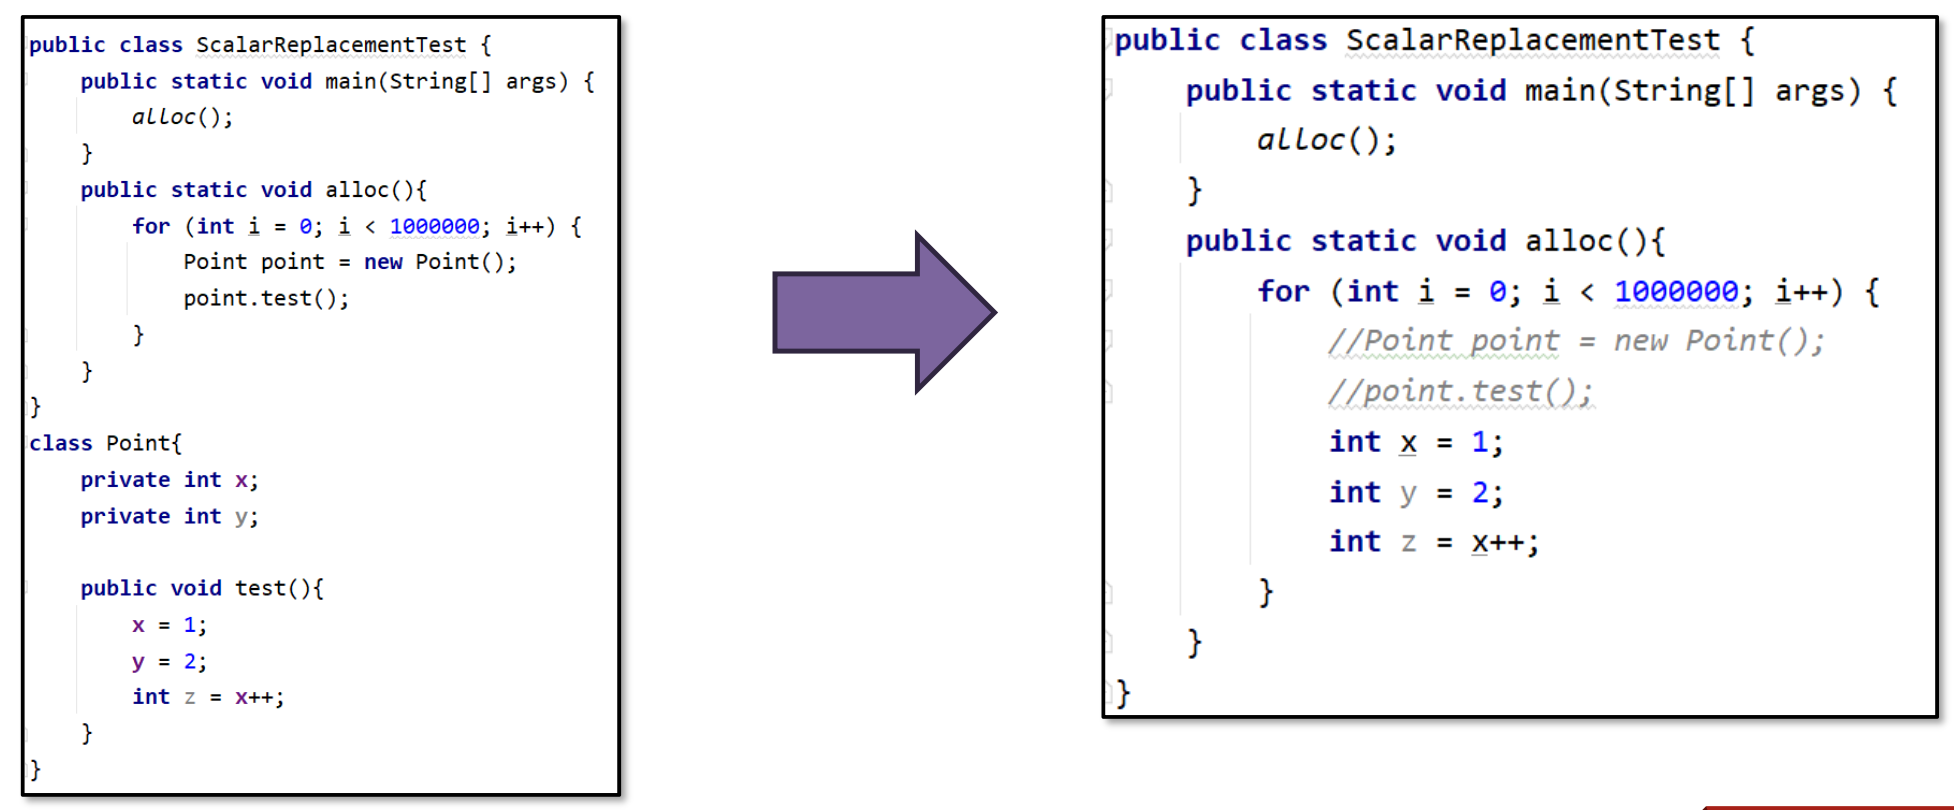 public class ScalarReplacementTest {
public static void main(String[] args) {
alloc();
}
public static void alloc(){
for (int i = 0; i < 1000000; i++) {
Point point = new Point();
point.test();
}
}
}
class Point{
private int x;
private int y;
public void test(){
x = 1;
y = 2;
int z = x++;
}
}
public class ScalarReplacementTest {
public static void main(String[] args) {
alloc();
}
public static void alloc(){
for (int i = 0; i < 1000000; i++) {
//Point point = new Point();
//point.test();
int x = 1;
int y = 2;
int z = x++;
}
}
}